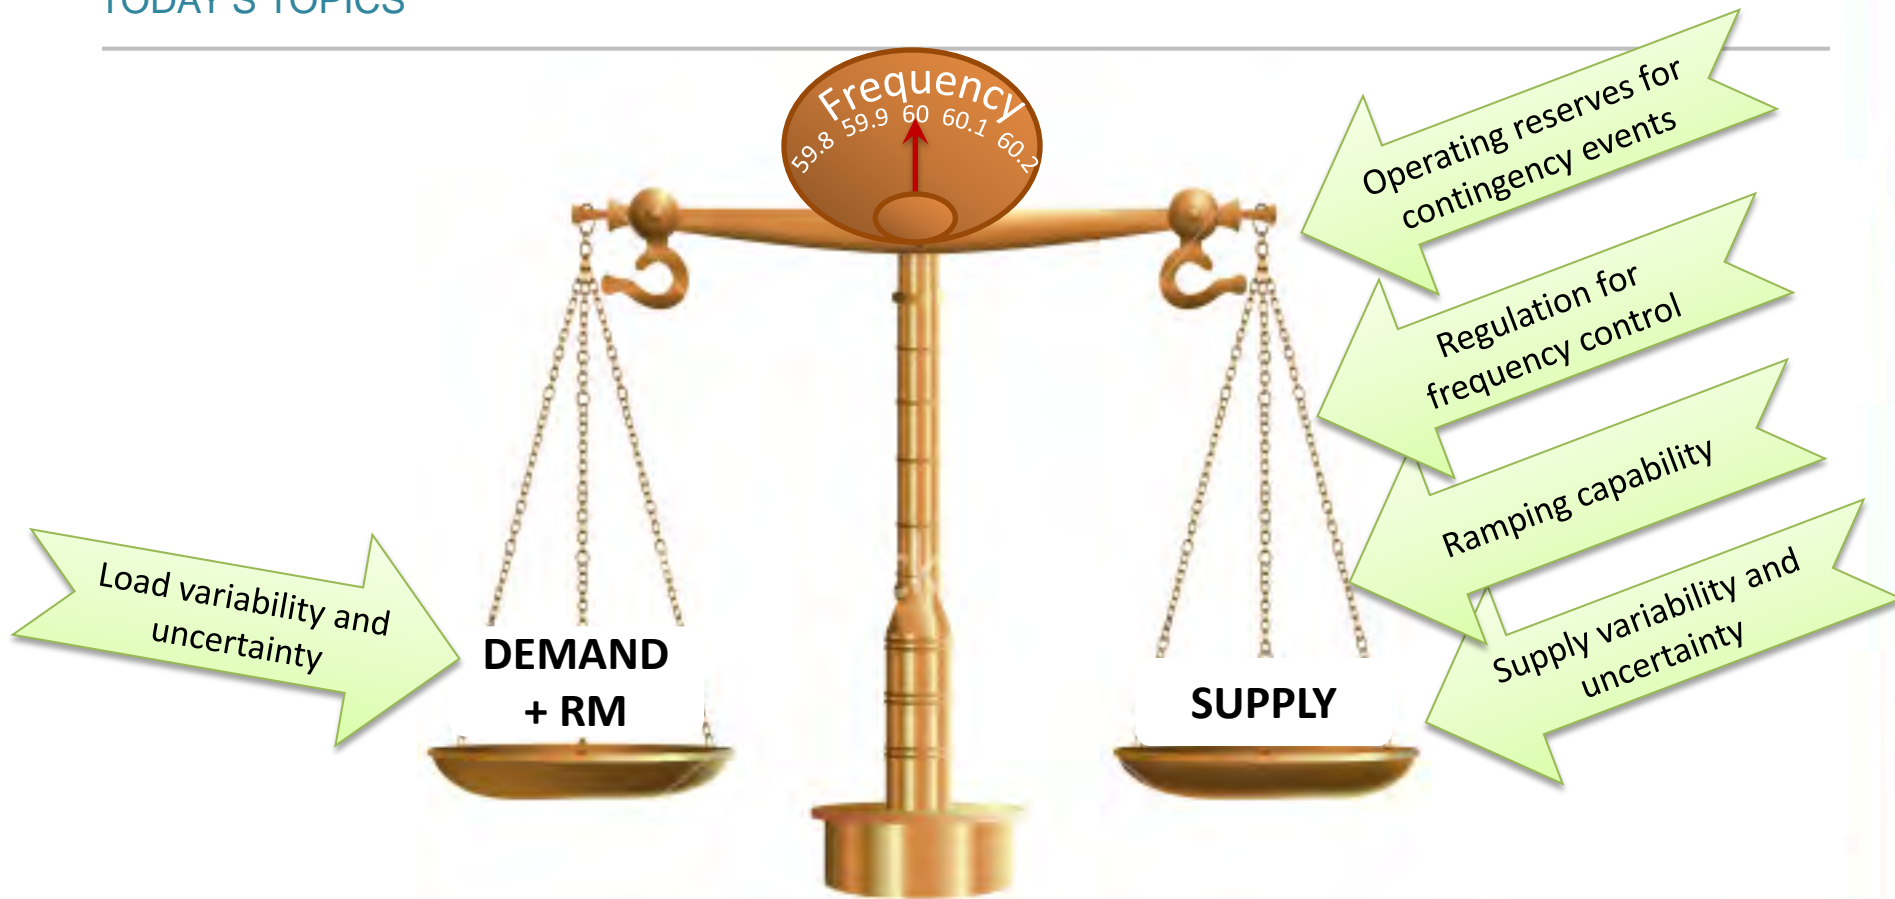 TODAY'S TOPICS
Frequency
59.8 59.9 60 60.1 60.2
Operating reserves for
contingency events
Regulation for
frequency control
Ramping capability
Supply variability and
uncertainty
Load variability and
uncertainty
DEMAND
+ RM
SUPPLY